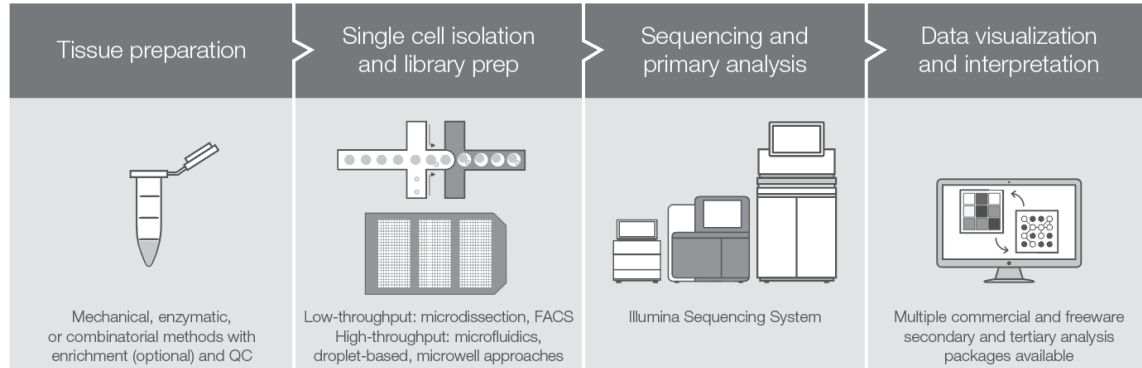 Tissue preparation
Single cell isolation
and library prep
Sequencing and
primary analysis
Data visualization
and interpretation
Mechanical, enzymatic,
or combinatorial methods with
enrichment (optional) and QC
Low-throughput: microdissection, FACS
High-throughput: microfluidics,
droplet-based, microwell approaches
Illumina Sequencing System
Multiple commercial and freeware
secondary and tertiary analysis
packages available